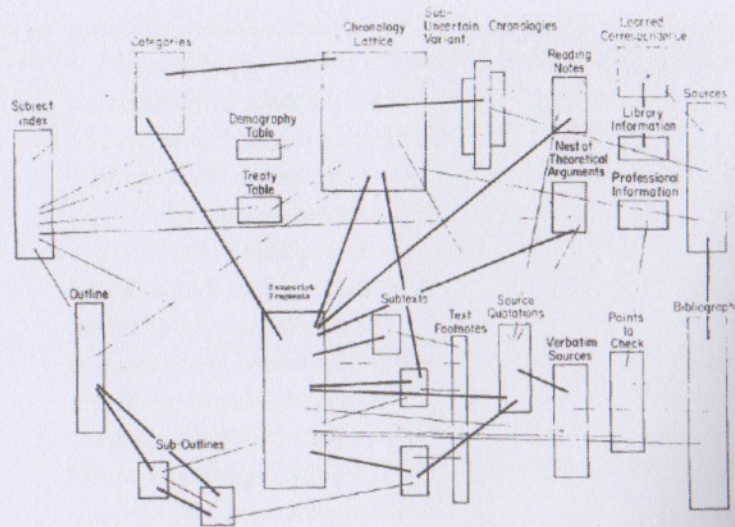 Categories
Chronology
Lattice
Sub-
Uncertain
Variant
Chronologies
Learned
Correspondence
Reading
Notes
Sources
Subject
index
Demography
Table
Library
Information
Treaty
Table
Nest of
Theoretical
Arguments
Professional
Information
Outline
Fragments
Subtexts
Text
Footnotes
Source
Quotations
Verbatim
Sources
Points
to
Check
Bibliography
Sub-Outlines